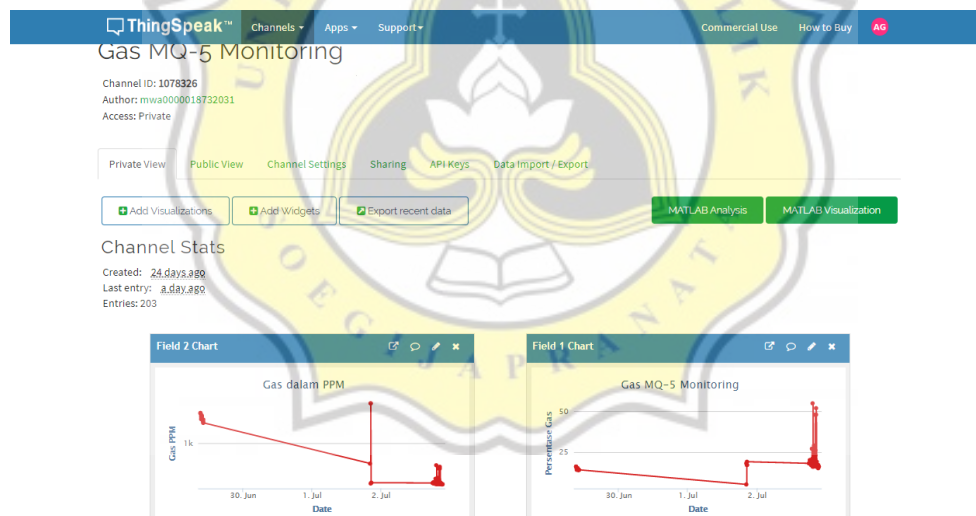 ThingSpeak™ Channels Apps Support Commercial Use How to Buy AG
Gas MQ-5 Monitoring
Channel ID: 1078326
Author: mwa0000018732031
Access: Private
Private View Public View Channel Settings Sharing API Keys Data Import / Export
Add Visualizations Add Widgets Export recent data MATLAB Analysis MATLAB Visualization
Channel Stats
Created: 24 days ago
Last entry: a day ago
Entries: 203
Field 2 Chart
Gas dalam PPM
Gas PPM
1k
30. Jun 1. Jul 2. Jul
Date
Field 1 Chart
Gas MQ-5 Monitoring
Persentase Gas
50
25
30. Jun 1. Jul 2. Jul
Date
SOEGIJAPRANATA